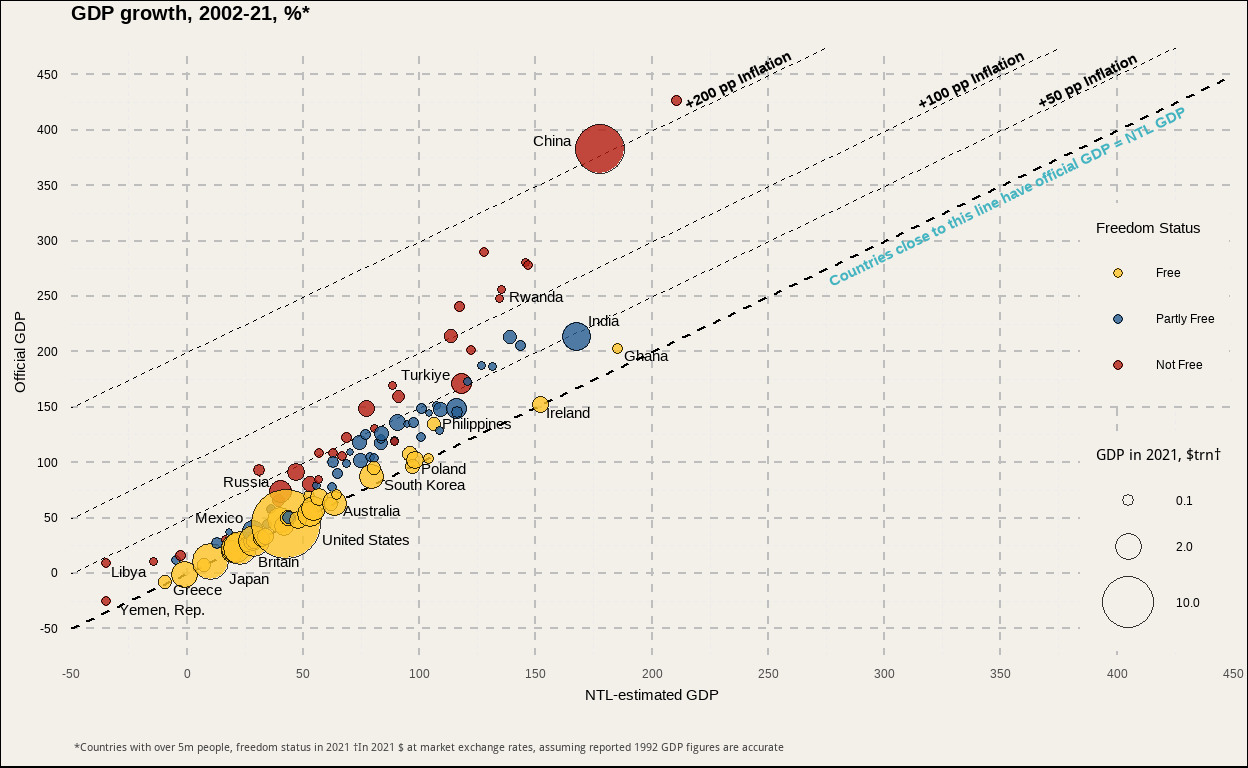 GDP growth, 2002-21, %*
450
400
350
300
250
200
150
100
50
0
-50
Official GDP
+200 pp Inflation
+100 pp Inflation
+50 pp Inflation
Countries close to this line have official GDP = NTL GDP
China
Rwanda
India
Ghana
Turkiye
Ireland
Philippines
Poland
Russia
South Korea
Mexico
Australia
United States
Britain
Libya
Japan
Greece
Yemen, Rep.
Freedom Status
Free
Partly Free
Not Free
GDP in 2021, $trn†
0.1
2.0
10.0
-50 0 50 100 150 200 250 300 350 400 450
NTL-estimated GDP
*Countries with over 5m people, freedom status in 2021 †In 2021 $ at market exchange rates, assuming reported 1992 GDP figures are accurate